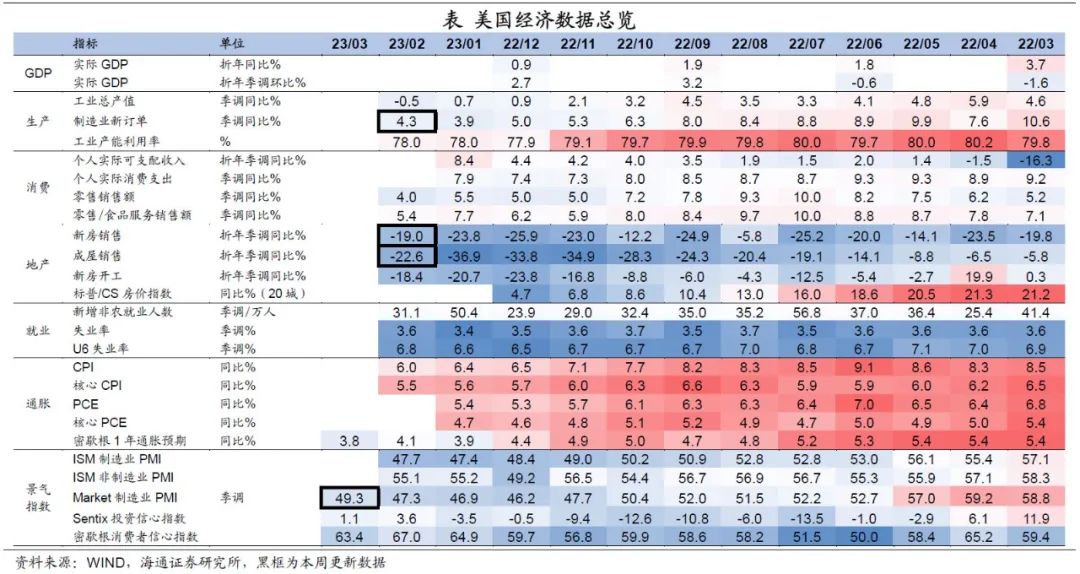 表 美国经济数据总览
指标 单位 23/03 23/02 23/01 22/12 22/11 22/10 22/09 22/08 22/07 22/06 22/05 22/04 22/03
GDP
实际 GDP 折年同比% 0.9 1.9 1.8 3.7
实际 GDP 折年季调环比% 2.7 3.2 -0.6 -1.6
生产
工业总产值 季调同比% -0.5 0.7 0.9 2.1 3.2 4.5 3.5 3.3 4.1 4.8 5.9 4.6
制造业新订单 季调同比% 4.3 3.9 5.0 5.3 6.3 8.0 8.4 8.8 8.9 9.9 7.6 10.6
工业产能利用率 % 78.0 78.0 77.9 79.1 79.7 79.9 79.8 80.0 79.7 80.0 80.2 79.8
消费
个人实际可支配收入 折年季调同比% 8.4 4.4 4.2 4.0 3.5 1.9 1.5 2.0 1.4 -1.5 -16.3
个人实际消费支出 季调同比% 7.9 7.4 7.3 8.0 8.5 8.7 8.7 9.3 9.3 8.9 9.2
零售销售额 季调同比% 4.0 5.5 5.0 5.0 7.2 7.8 9.3 10.0 8.2 7.5 6.2 5.2
零售/食品服务销售额 季调同比% 5.4 7.7 6.2 5.9 8.0 8.4 9.7 10.0 8.8 8.7 7.8 7.1
地产
新房销售 折年季调同比% -19.0 -23.8 -25.9 -23.0 -12.2 -24.9 -5.8 -25.2 -20.0 -14.1 -23.5 -19.8
成屋销售 折年季调同比% -22.6 -36.9 -33.8 -34.9 -28.3 -24.3 -20.4 -19.1 -14.1 -8.8 -6.5 -5.8
新房开工 折年季调同比% -18.4 -20.7 -23.8 -16.8 -8.8 -6.0 -4.3 -12.5 -5.4 -2.7 19.9 0.3
标普/CS 房价指数 同比%（20城） 4.7 6.8 8.6 10.4 13.0 16.0 18.6 20.5 21.3 21.2
就业
新增非农就业人数 季调/万人 31.1 50.4 23.9 29.0 32.4 35.0 35.2 56.8 37.0 36.4 25.4 41.4
失业率 季调% 3.6 3.4 3.5 3.6 3.7 3.5 3.7 3.5 3.6 3.6 3.6 3.6
U6 失业率 季调% 6.8 6.6 6.5 6.7 6.7 6.7 7.0 6.8 6.7 7.1 7.0 6.9
通胀
CPI 同比% 6.0 6.4 6.5 7.1 7.7 8.2 8.3 8.5 9.1 8.6 8.3 8.5
核心 CPI 同比% 5.5 5.6 5.7 6.0 6.3 6.6 6.3 5.9 5.9 6.0 6.2 6.5
PCE 同比% 5.4 5.3 5.7 6.1 6.3 6.3 6.4 7.0 6.5 6.4 6.8
核心 PCE 同比% 4.7 4.6 4.8 5.1 5.2 4.9 4.7 5.0 4.9 5.0 5.4
密歇根 1 年通胀预期 同比% 3.8 4.1 3.9 4.4 4.9 5.0 4.7 4.8 5.2 5.3 5.4 5.4 5.4
景气指数
ISM 制造业 PMI 47.7 47.4 48.4 49.0 50.2 50.9 52.8 52.8 53.0 56.1 55.4 57.1
ISM 非制造业 PMI 55.1 55.2 49.2 56.5 54.4 56.7 56.9 56.7 55.3 55.9 57.1 58.3
Market 制造业 PMI 季调 49.3 47.3 46.9 46.2 47.7 50.4 52.0 51.5 52.2 52.7 57.0 59.2 58.8
Sentix 投资信心指数 1.1 3.6 -3.5 -0.5 -9.4 -12.6 -10.8 -6.0 -13.5 -1.0 -2.9 6.1 11.9
密歇根消费者信心指数 63.4 67.0 64.9 59.7 56.8 59.9 58.6 58.2 51.5 50.0 58.4 65.2 59.4
资料来源：WIND，海通证券研究所，黑框为本周更新数据